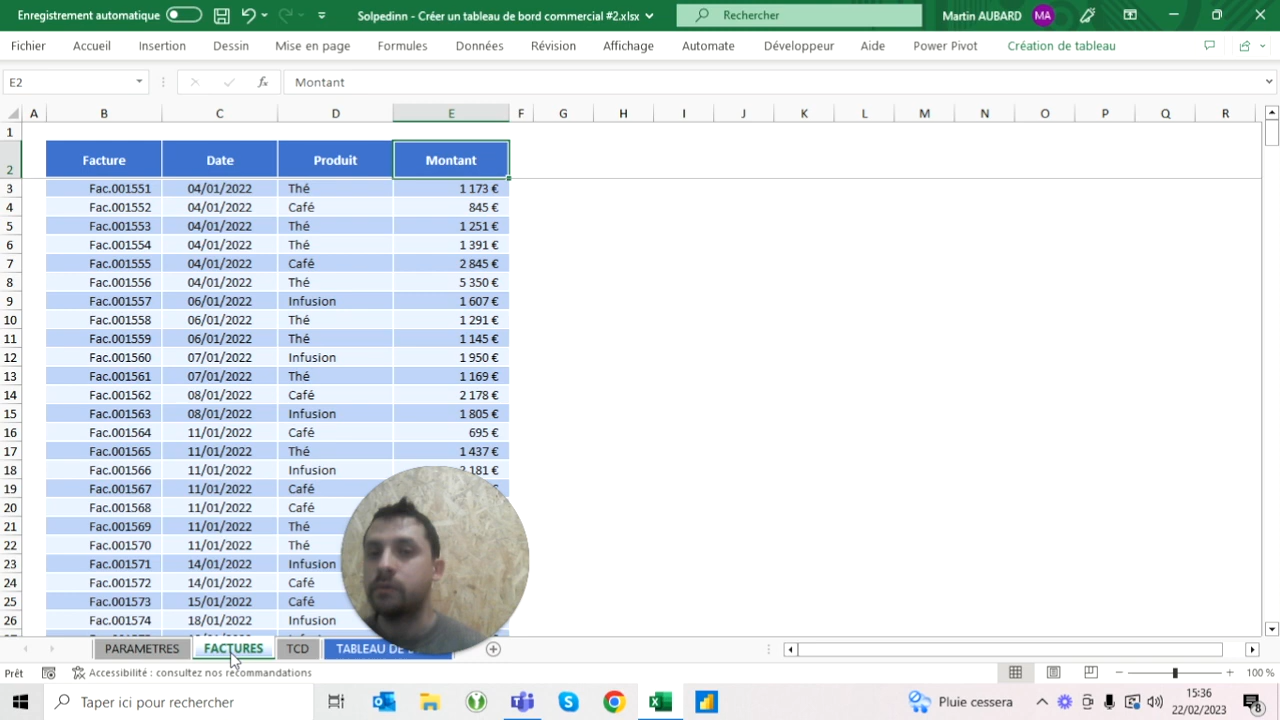 Enregistrement automatique
Solpedinn - Créer un tableau de bord commercial #2.xlsx
Rechercher
Martin AUBARD
MA
Fichier Accueil Insertion Dessin Mise en page Formules Données Révision Affichage Automate Développeur Aide Power Pivot Création de tableau
E2
fx
Montant
A B C D E F G H I J K L M N O P Q R
1
2 Facture Date Produit Montant
3 Fac.001551 04/01/2022 Thé 1 173 €
4 Fac.001552 04/01/2022 Café 845 €
5 Fac.001553 04/01/2022 Thé 1 251 €
6 Fac.001554 04/01/2022 Thé 1 391 €
7 Fac.001555 04/01/2022 Café 2 845 €
8 Fac.001556 04/01/2022 Thé 5 350 €
9 Fac.001557 06/01/2022 Infusion 1 607 €
10 Fac.001558 06/01/2022 Thé 1 291 €
11 Fac.001559 06/01/2022 Thé 1 145 €
12 Fac.001560 07/01/2022 Infusion 1 950 €
13 Fac.001561 07/01/2022 Thé 1 169 €
14 Fac.001562 08/01/2022 Café 2 178 €
15 Fac.001563 08/01/2022 Infusion 1 805 €
16 Fac.001564 11/01/2022 Café 695 €
17 Fac.001565 11/01/2022 Thé 1 437 €
18 Fac.001566 11/01/2022 Infusion 181 €
19 Fac.001567 11/01/2022 Café €
20 Fac.001568 11/01/2022 Café
21 Fac.001569 11/01/2022 Thé
22 Fac.001570 11/01/2022 Thé
23 Fac.001571 14/01/2022 Infusion
24 Fac.001572 14/01/2022 Café
25 Fac.001573 15/01/2022 Café
26 Fac.001574 18/01/2022 Infusion
PARAMETRES FACTURES TCD TABLEAU DE
Prêt
Accessibilité : consultez nos recommandations
100 %
Taper ici pour rechercher
Pluie cessera
15:36
22/02/2023
8